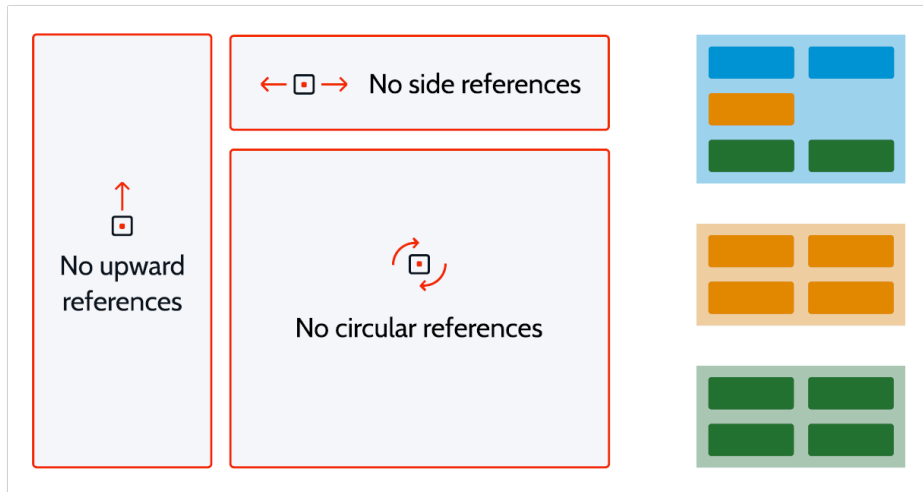 No side references
No upward
references
No circular references